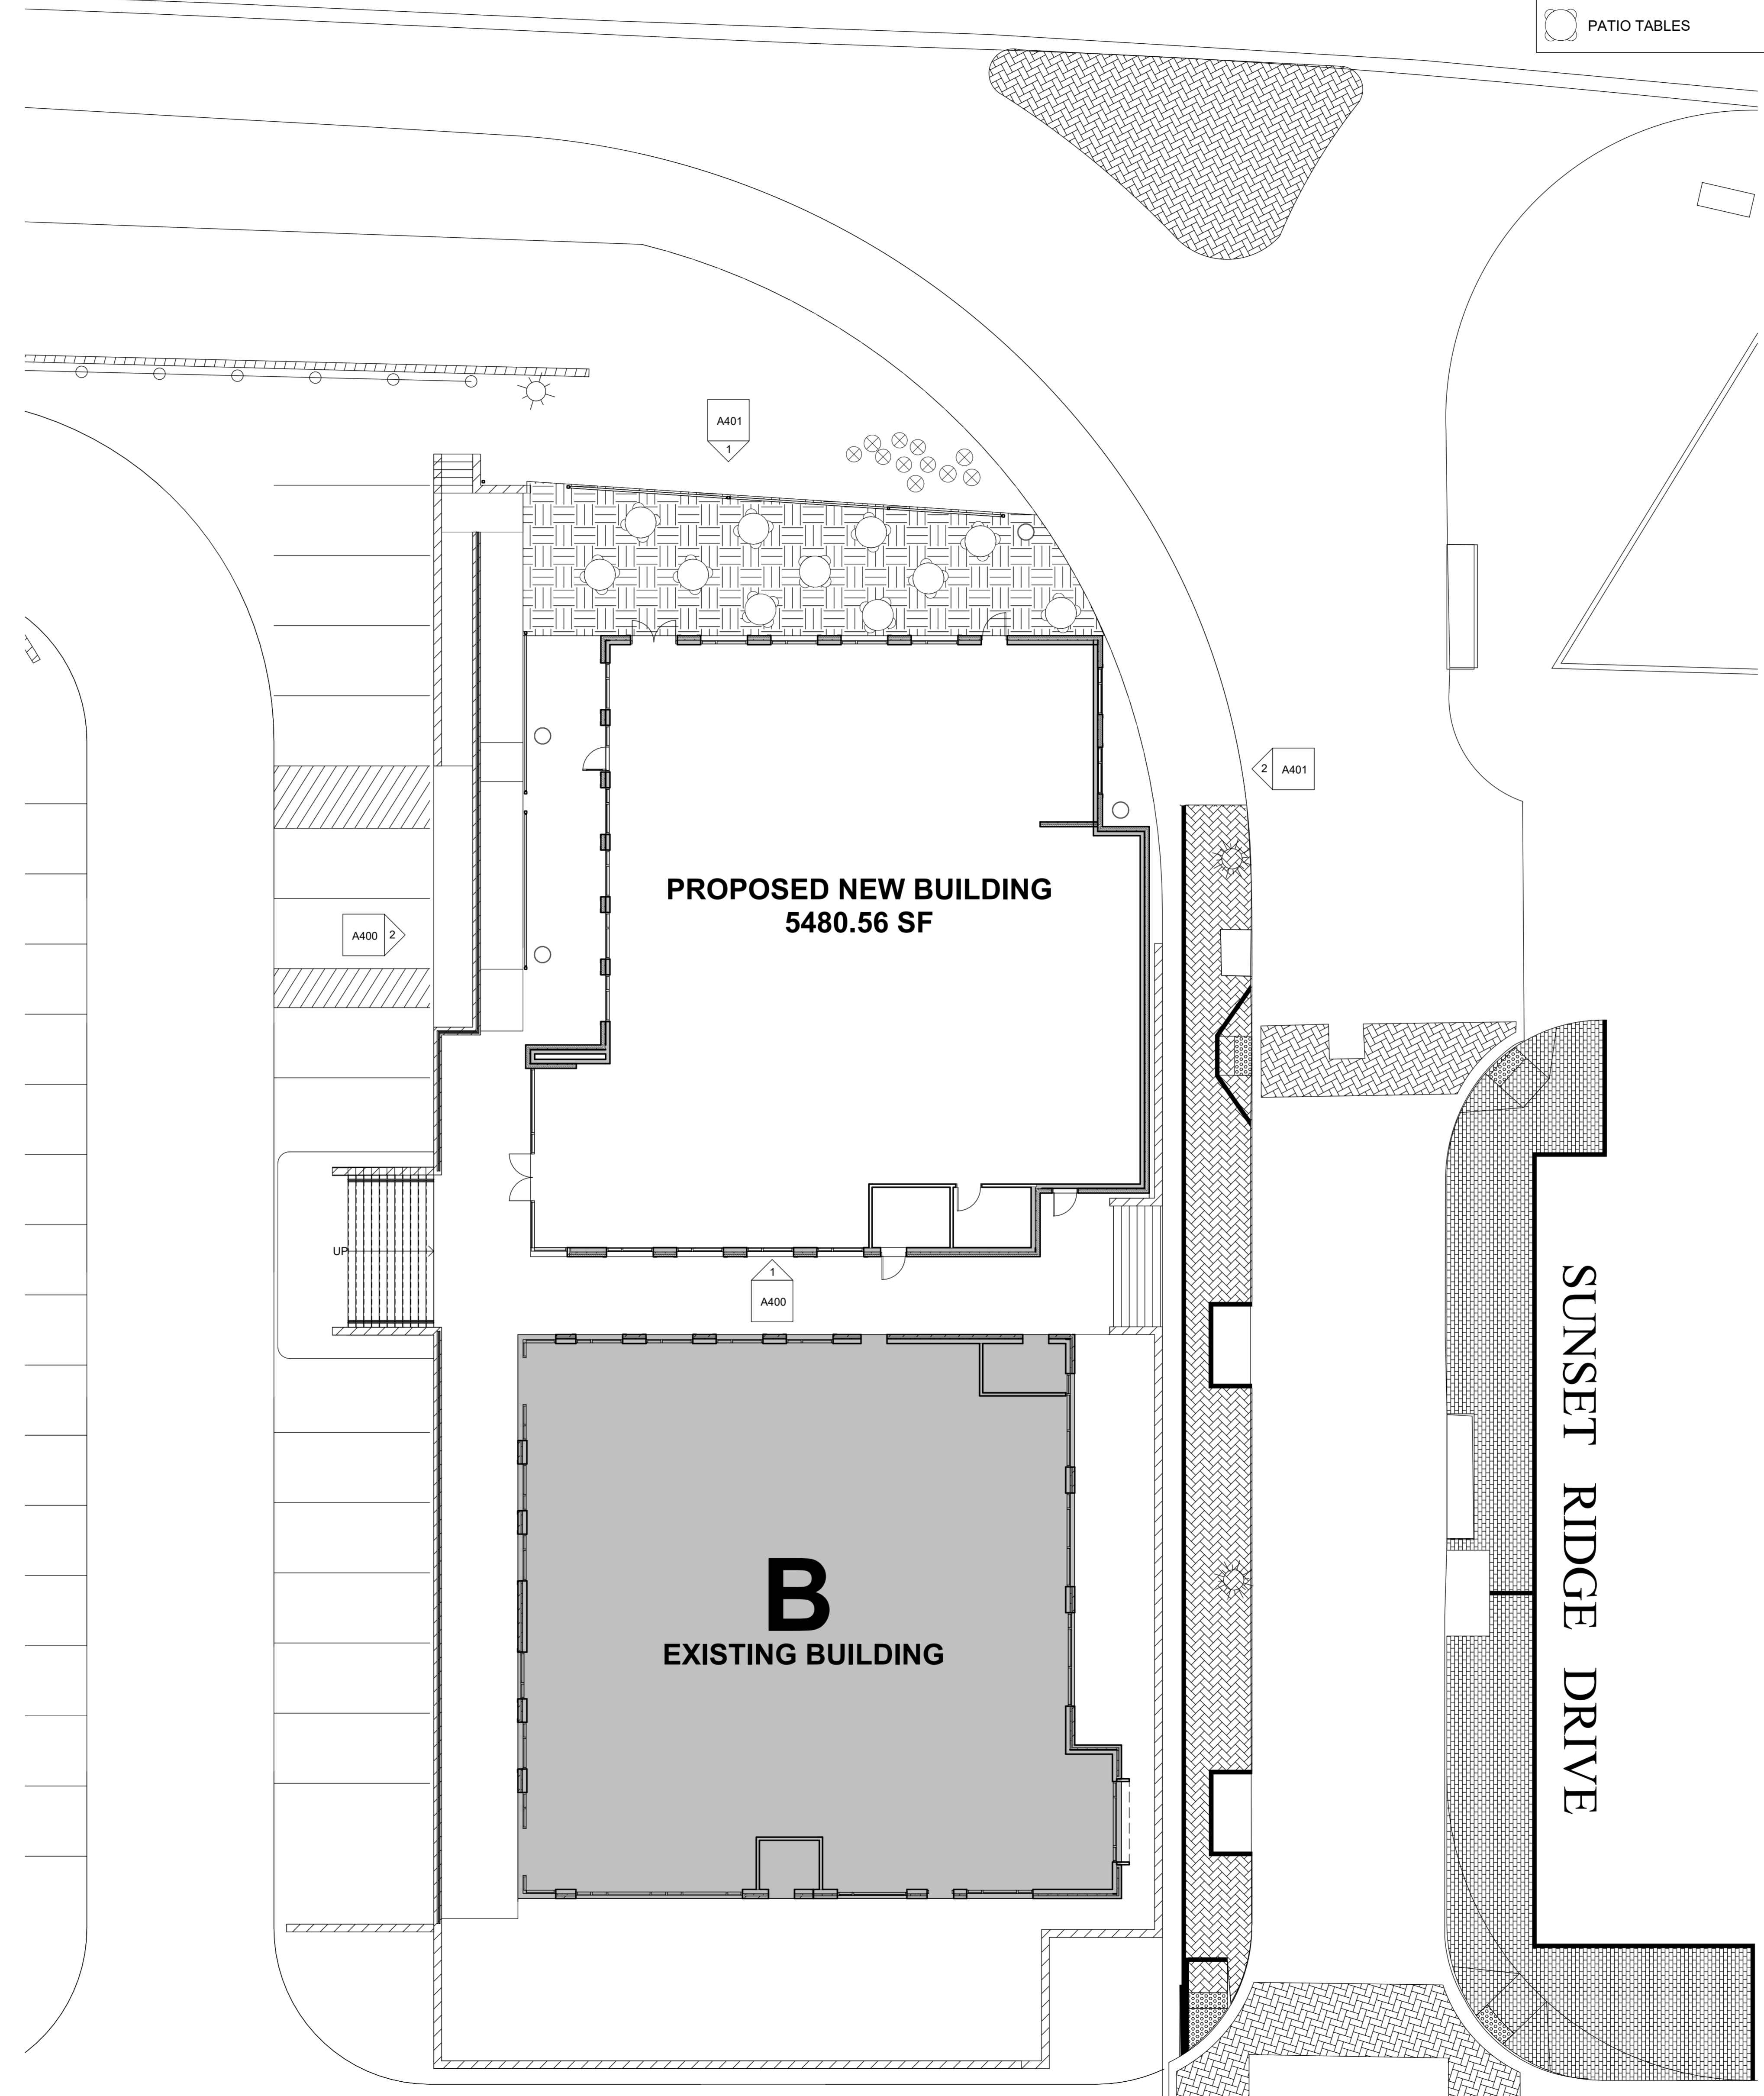 PATIO TABLES
A401
1
2 A401
PROPOSED NEW BUILDING
5480.56 SF
A400 2
UP
1
A400
SUNSET RIDGE DRIVE
B
EXISTING BUILDING